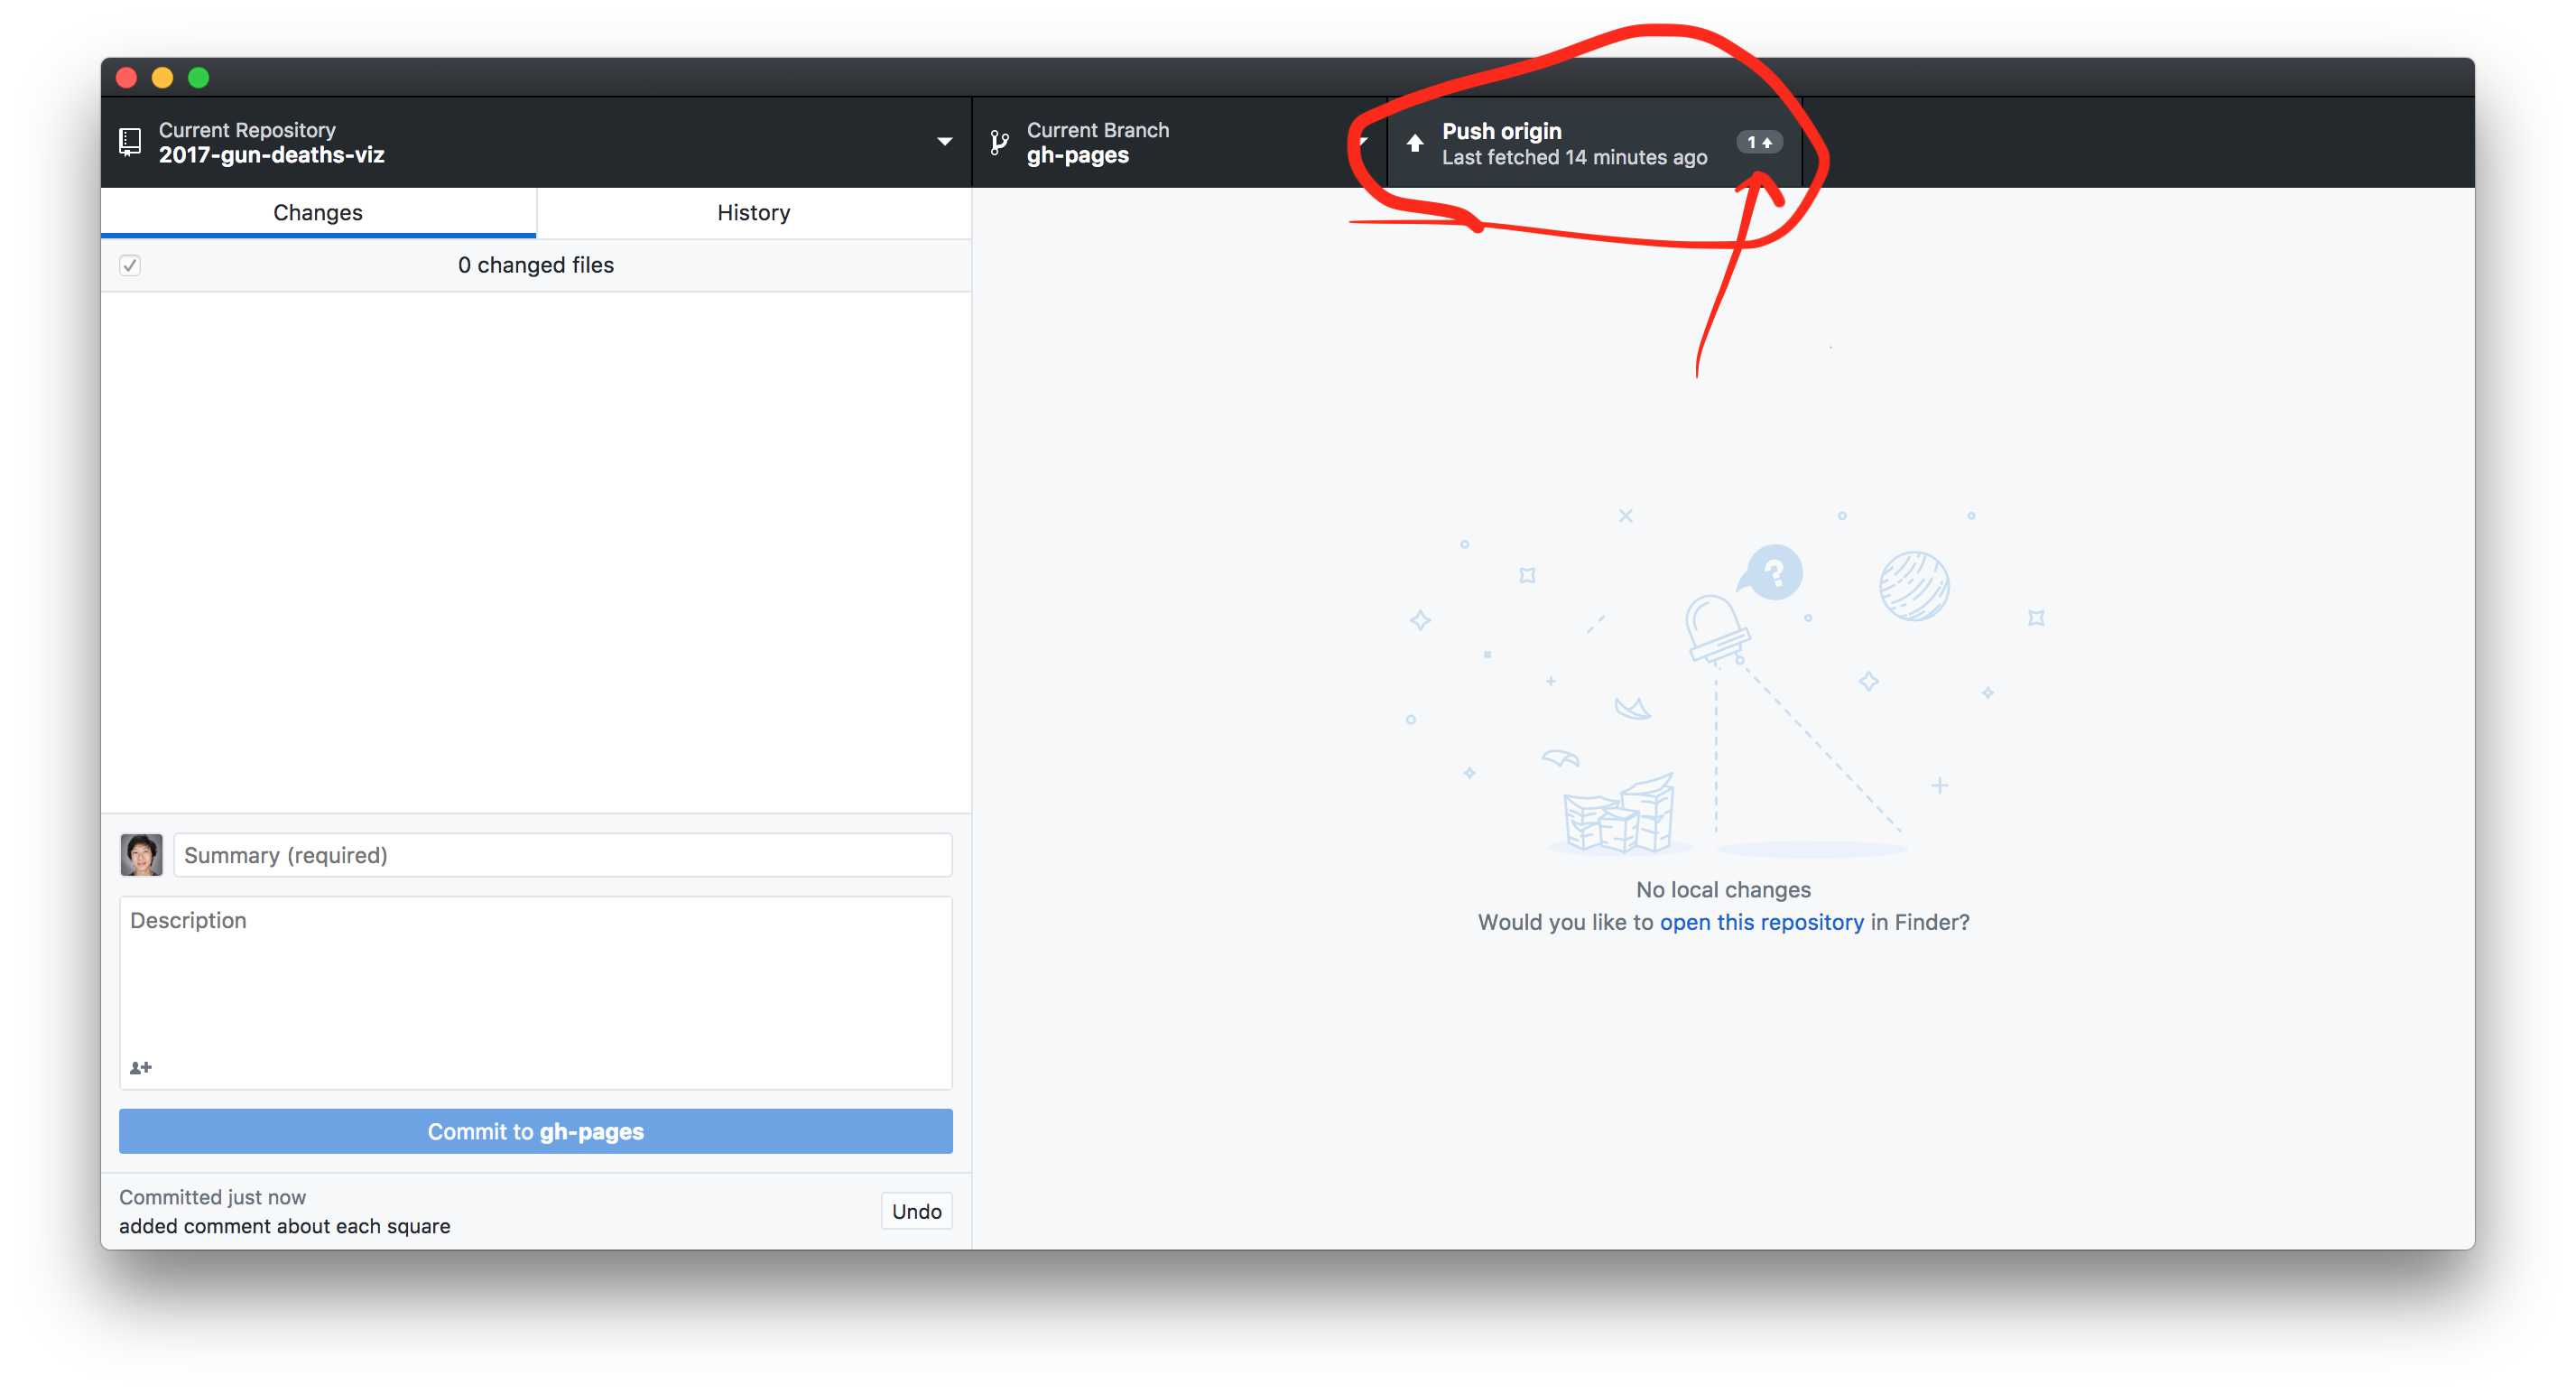 Current Repository
2017-gun-deaths-viz
Current Branch
gh-pages
Push origin
Last fetched 14 minutes ago
1
Changes
History
0 changed files
?
Summary (required)
Description
No local changes
Would you like to open this repository in Finder?
Commit to gh-pages
Committed just now
added comment about each square
Undo